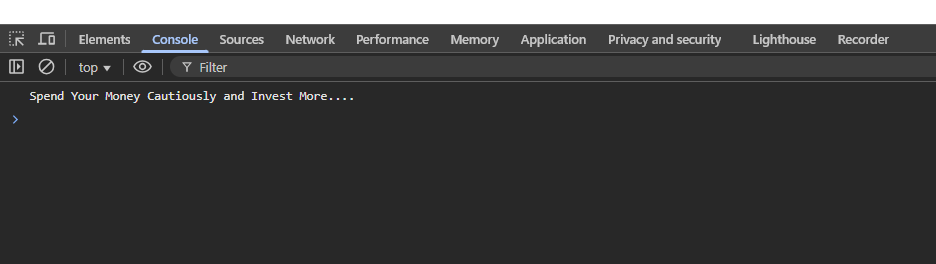 Elements Console Sources Network Performance Memory Application Privacy and security Lighthouse Recorder
top Filter
Spend Your Money Cautiously and Invest More....